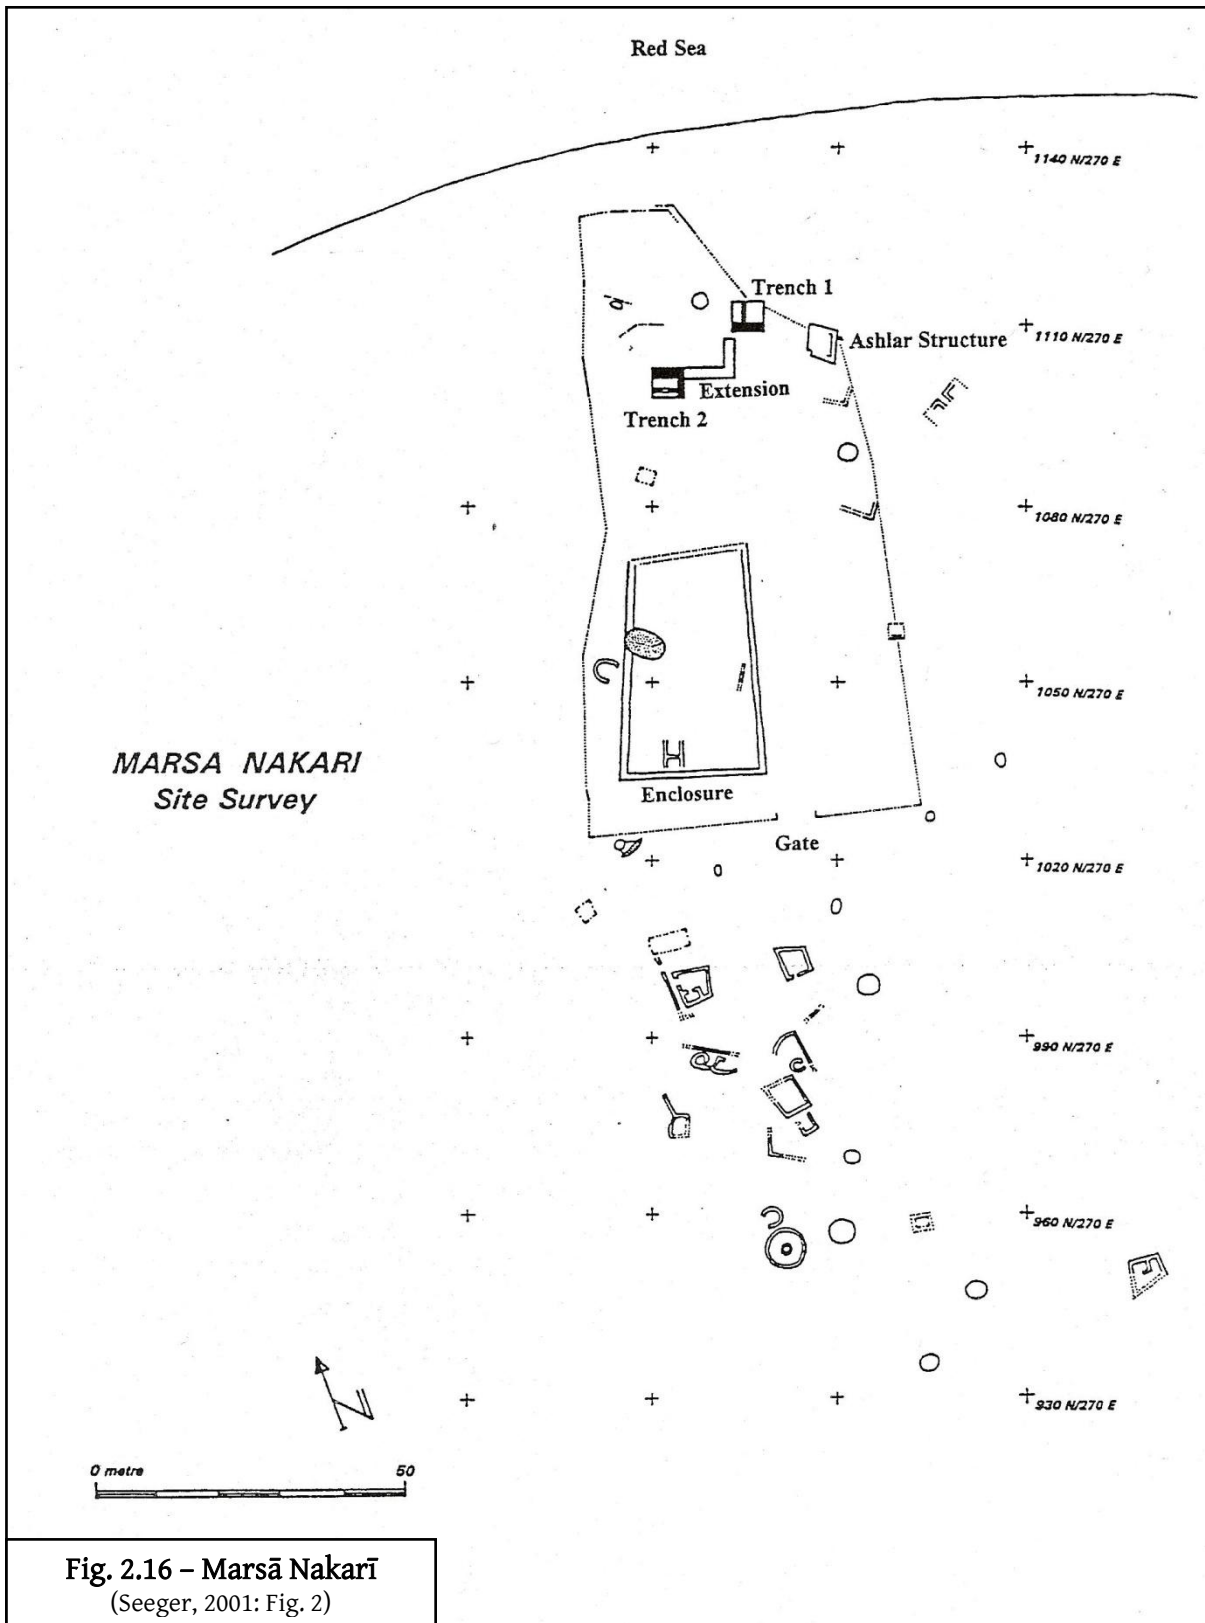 Red Sea
1140 N/270 E
Trench 1
1110 N/270 E
Ashlar Structure
Extension
Trench 2
1080 N/270 E
1050 N/270 E
MARSA NAKARI
Site Survey
Enclosure
Gate
1020 N/270 E
990 N/270 E
960 N/270 E
N
930 N/270 E
0 metre 50
Fig. 2.16 – Marsā Nakarī
(Seeger, 2001: Fig. 2)